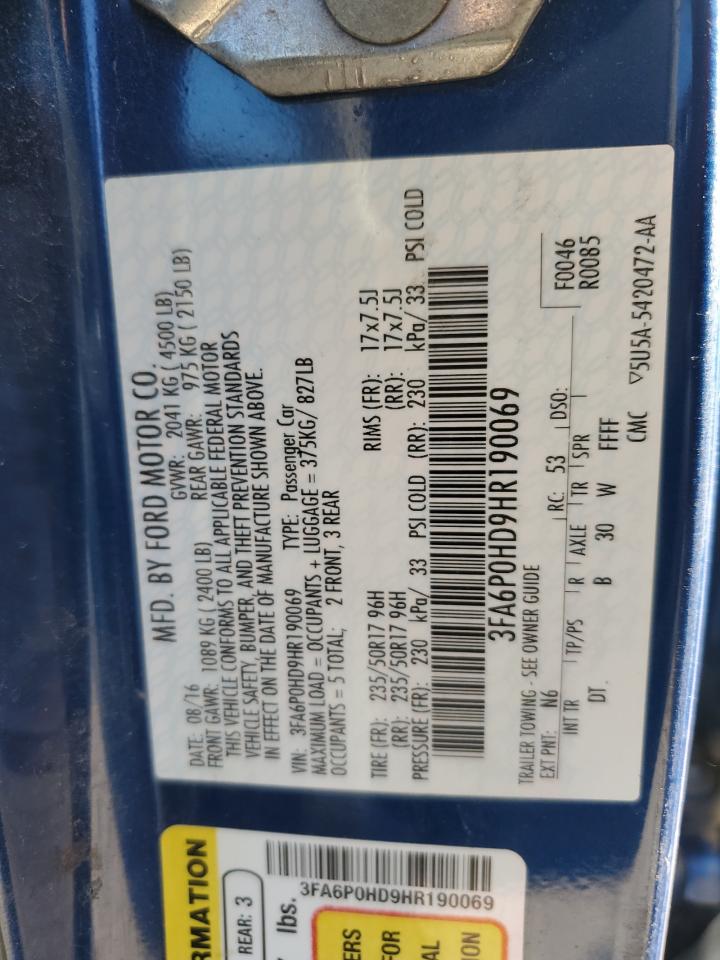 MFD. BY FORD MOTOR CO.
DATE: 08/16 GVWR: 2041 KG ( 4500 LB)
FRONT GAWR: 1089 KG ( 2400 LB) REAR GAWR: 975 KG ( 2150 LB)
THIS VEHICLE CONFORMS TO ALL APPLICABLE FEDERAL MOTOR
VEHICLE SAFETY, BUMPER, AND THEFT PREVENTION STANDARDS
IN EFFECT ON THE DATE OF MANUFACTURE SHOWN ABOVE.
VIN: 3FA6P0HD9HR190069 TYPE: Passenger Car
MAXIMUM LOAD = OCCUPANTS + LUGGAGE = 375KG/ 827LB
OCCUPANTS = 5 TOTAL; 2 FRONT, 3 REAR
TIRE (FR): 235/50R17 96H RIMS (FR): 17x7.5J
(RR): 235/50R17 96H (RR): 17x7.5J
PRESSURE (FR): 230 kPa/ 33 PSI COLD (RR): 230 kPa/ 33 PSI COLD
3FA6P0HD9HR190069
TRAILER TOWING - SEE OWNER GUIDE
EXT PNT: N6 RC: 53 DSO: F0046
INT TR TP/PS R AXLE TR SPR R0085
DT B 30 W FFFF
CMC ▽5U5A-5420472-AA
RMATION
REAR: 3
lbs.
3FA6P0HD9HR190069
ERS
FOR
AL
ION